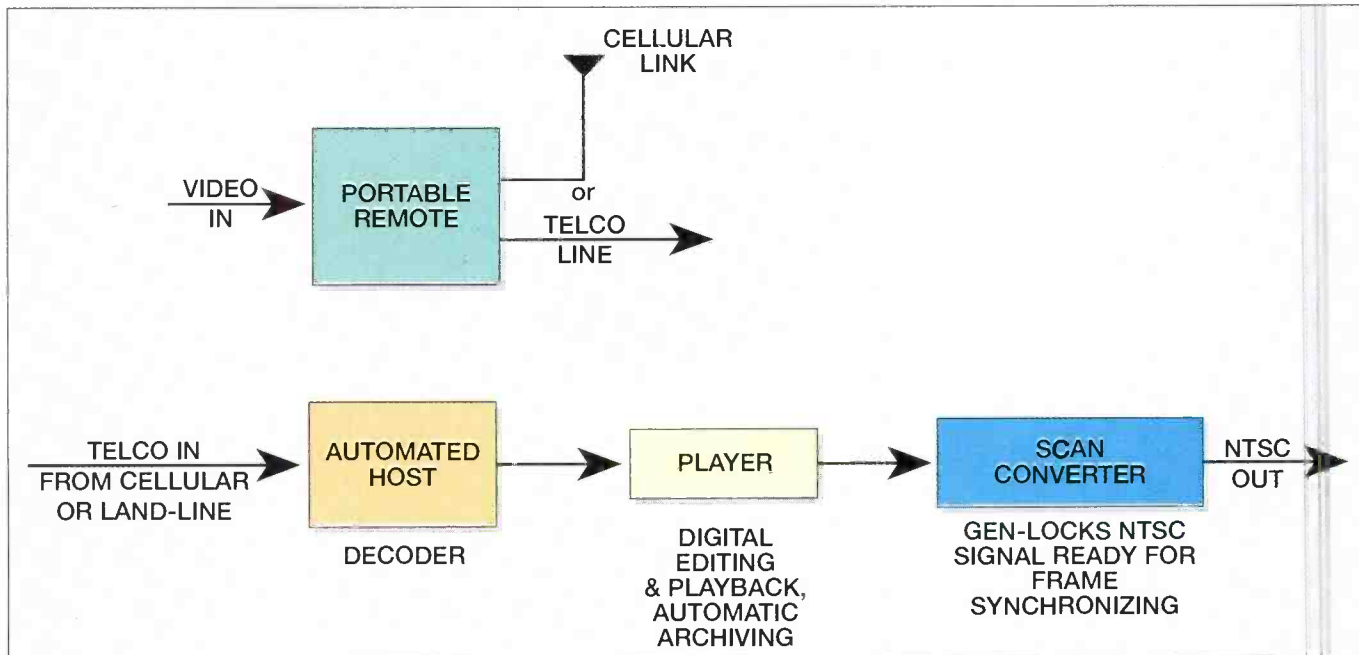 CELLULAR
LINK
VIDEO
IN
PORTABLE
REMOTE
or
TELCO
LINE
TELCO IN
FROM CELLULAR
OR LAND-LINE
AUTOMATED
HOST
DECODER
PLAYER
DIGITAL
EDITING
& PLAYBACK,
AUTOMATIC
ARCHIVING
SCAN
CONVERTER
GEN-LOCKS NTSC
SIGNAL READY FOR
FRAME
SYNCHRONIZING
NTSC
OUT